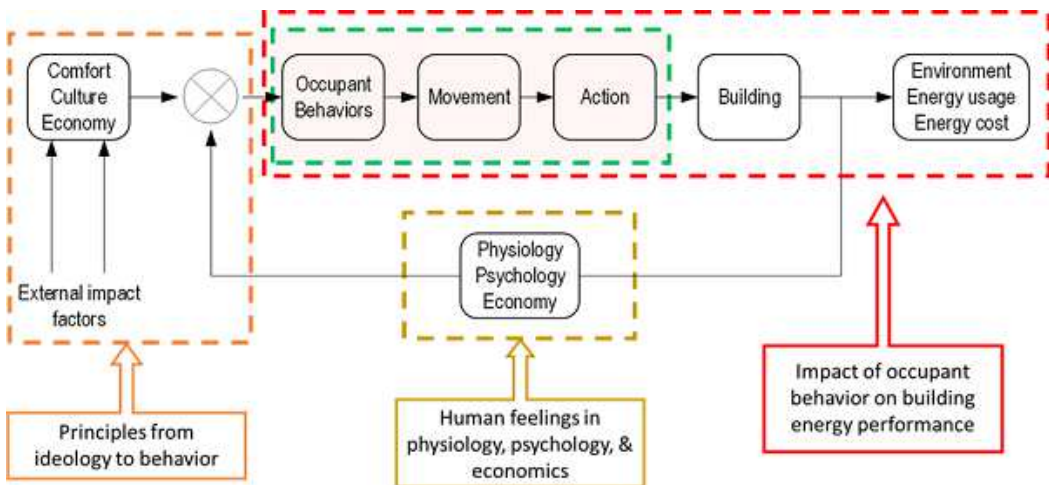 Comfort
Culture
Economy
Occupant
Behaviors
Movement
Action
Building
Environment
Energy usage
Energy cost
Physiology
Psychology
Economy
External impact
factors
Principles from
ideology to behavior
Human feelings in
physiology, psychology, &
economics
Impact of occupant
behavior on building
energy performance